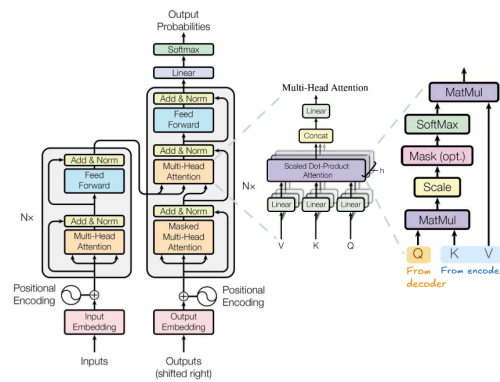 Output
Probabilities
Softmax
Linear
Add & Norm
Feed
Forward
Add & Norm
Multi-Head
Attention
Add & Norm
Masked
Multi-Head
Attention
Nx
Positional
Encoding
Output
Embedding
Outputs
(shifted right)
Add & Norm
Feed
Forward
Nx
Add & Norm
Multi-Head
Attention
Positional
Encoding
Input
Embedding
Inputs
Multi-Head Attention
Linear
Concat
Scaled Dot-Product
Attention
h
Linear Linear Linear
V K Q
MatMul
SoftMax
Mask (opt.)
Scale
MatMul
Q K V
From
decoder
From encode